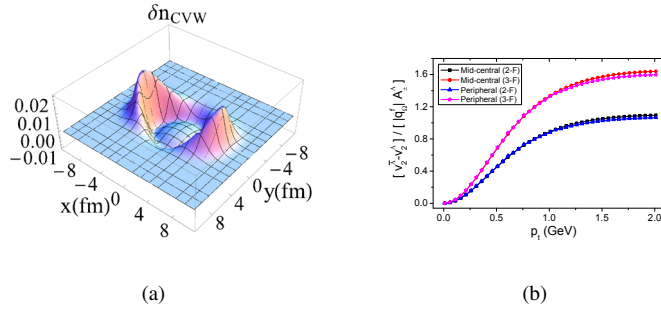 δn_CVW
0.02
0.01
0.00
−0.01
−8
−4
x(fm)
0
4
8
−8
−4
0
y(fm)
4
8
(a)
Mid-central (2-F)
Mid-central (3-F)
Peripheral (2-F)
Peripheral (3-F)
1.6
1.2
0.8
0.4
0.0
0.0 0.5 1.0 1.5 2.0
p_t (GeV)
(b)